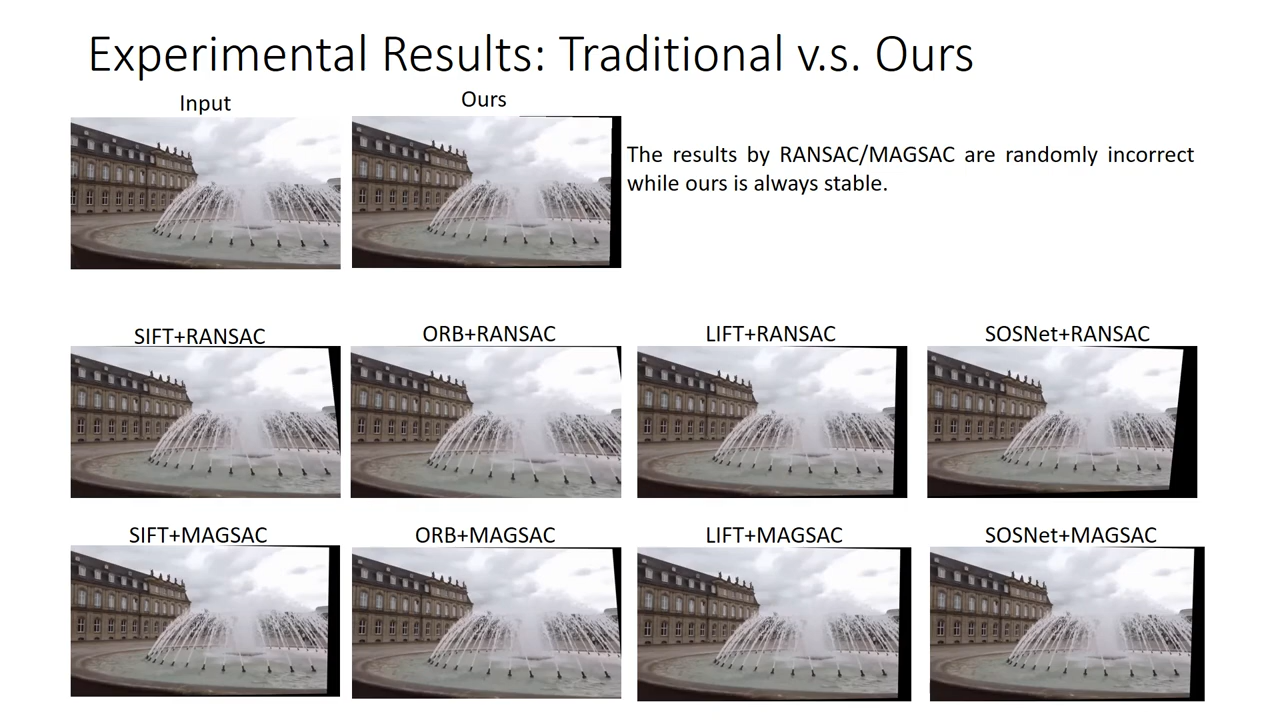 Experimental Results: Traditional v.s. Ours
Input
Ours
The results by RANSAC/MAGSAC are randomly incorrect
while ours is always stable.
SIFT+RANSAC
ORB+RANSAC
LIFT+RANSAC
SOSNet+RANSAC
SIFT+MAGSAC
ORB+MAGSAC
LIFT+MAGSAC
SOSNet+MAGSAC